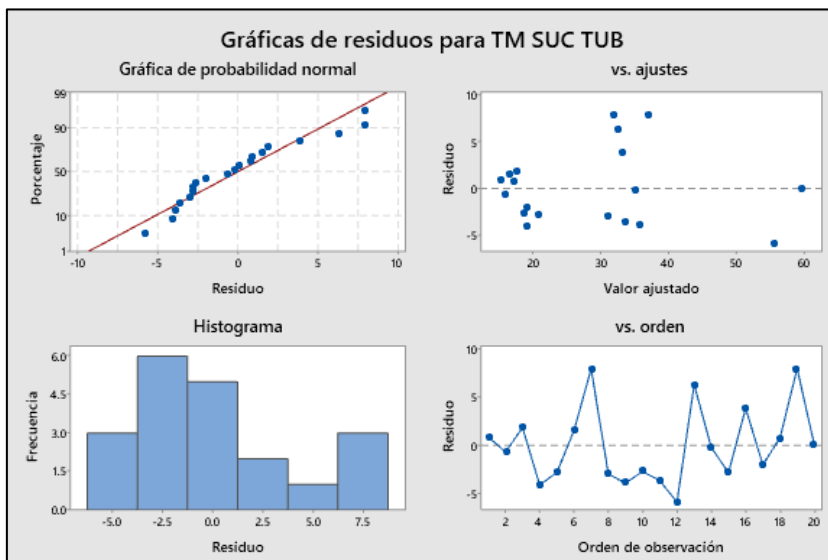 Gráficas de residuos para TM SUC TUB
Gráfica de probabilidad normal
99
90
50
10
1
Porcentaje
-10 -5 0 5 10
Residuo
vs. ajustes
10
5
0
-5
Residuo
20 30 40 50 60
Valor ajustado
Histograma
6.0
4.5
3.0
1.5
0.0
Frecuencia
-5.0 -2.5 0.0 2.5 5.0 7.5
Residuo
vs. orden
10
5
0
-5
Residuo
2 4 6 8 10 12 14 16 18 20
Orden de observación